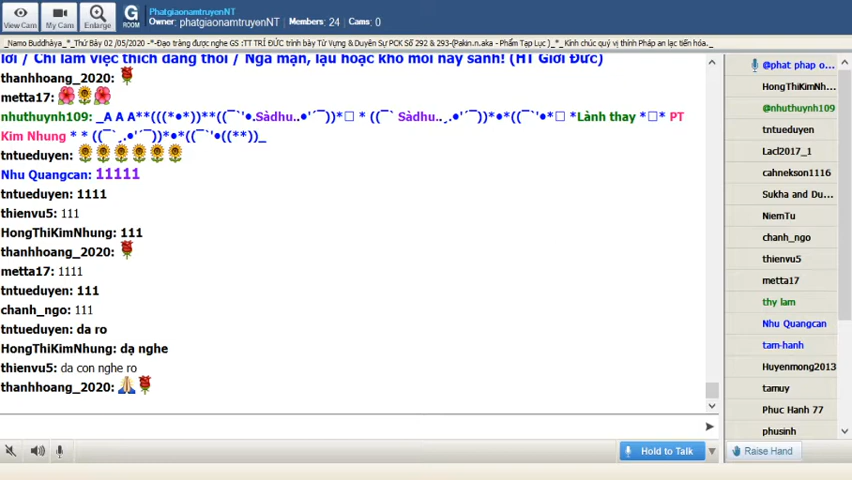 View Cam
My Cam
Enlarge
G
ROOM
PhatgiaonamtruyenNT
Owner: phatgiaonamtruyenNT | Members: 24 | Cams: 0
_Namo Buddhàya_*_Thứ Bảy 02 /05/2020 -*-Đạo tràng được nghe GS :TT TRÍ ĐỨC trình bày Từ Vựng &Duyên Sự PCK Số 292 & 293-(Pakin.n.aka - Phẩm Tạp Lục )_*_ Kính chúc quý vị thính Pháp an lạc tiến hóa._
lời / Chỉ làm việc thích đáng thôi / Ngã mạn, lậu hoặc khó mỏi nảy sanh! (HT Giới Đức)
thanhhoang_2020:
metta17:
nhuthuynh109: _A A A**(((*•*))**((¯`'•.Sàdhu..•'´¯))*□ * ((¯` Sàdhu..¸.•'´¯))*•*((¯`'•*□ *Lành thay *□* PT
Kim Nhung * * ((¯`¸.•'´¯))*•*((¯`'•((**))_
tntueduyen:
Nhu Quangcan: 11111
tntueduyen: 1111
thienvu5: 111
HongThiKimNhung: 111
thanhhoang_2020:
metta17: 1111
tntueduyen: 111
chanh_ngo: 111
tntueduyen: da ro
HongThiKimNhung: dạ nghe
thienvu5: da con nghe ro
thanhhoang_2020:
Hold to Talk
@phat phap o...
HongThiKimNh...
@nhuthuynh109
tntueduyen
Lacl2017_1
cahnekson1116
Sukha and Du...
NiemTu
chanh_ngo
thienvu5
metta17
thy lam
Nhu Quangcan
tam-hanh
Huyenmong2013
tamuy
Phuc Hanh 77
phusinh
Raise Hand